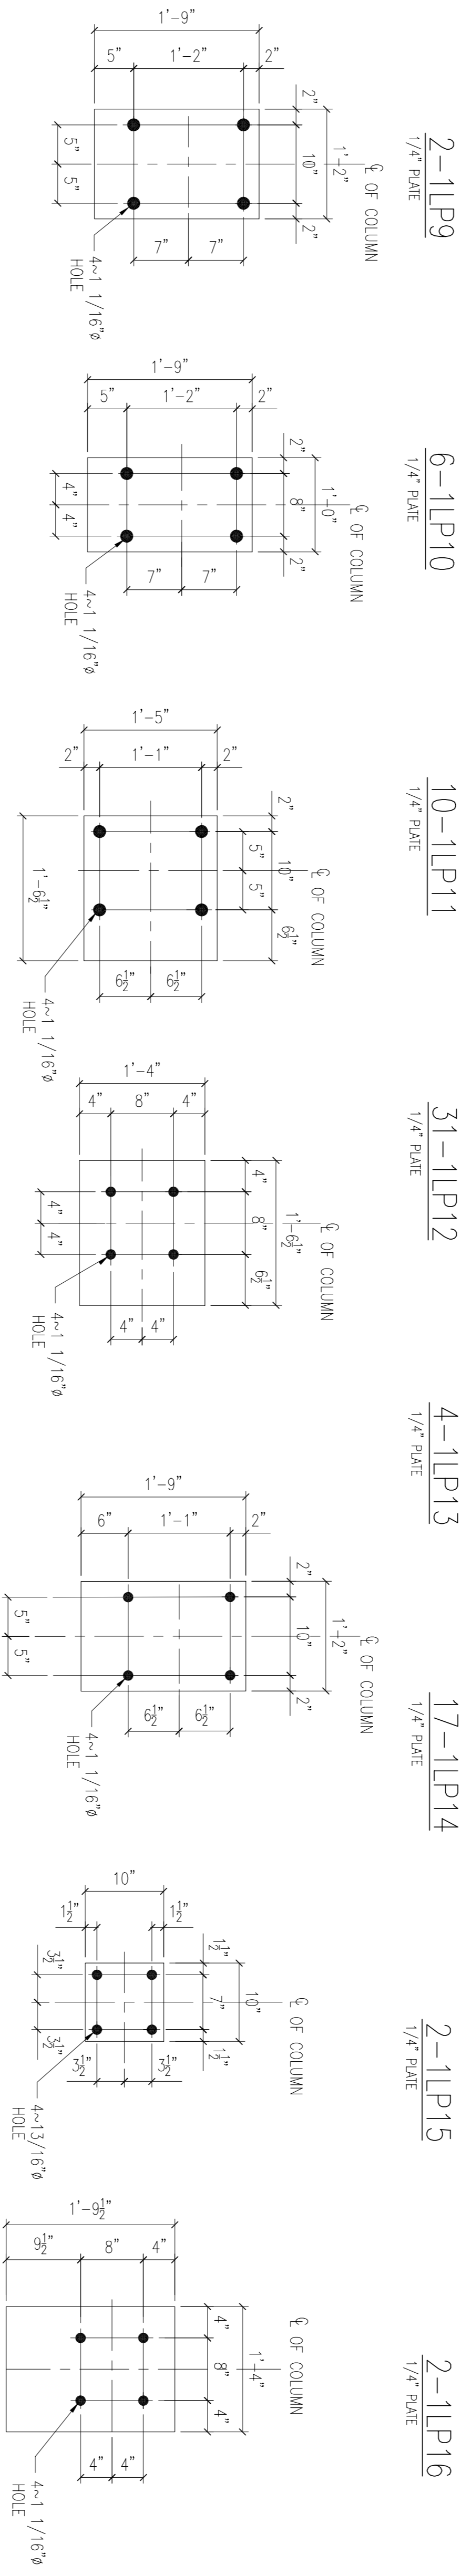 2-1LP9
1/4" PLATE
℄ OF COLUMN
1'-2"
2"
10"
2"
1'-9"
5"
1'-2"
2"
5"
5"
7"
7"
4~1 1/16"ø
HOLE
6-1LP10
1/4" PLATE
℄ OF COLUMN
1'-0"
2"
8"
2"
1'-9"
5"
1'-2"
2"
4"
4"
7"
7"
4~1 1/16"ø
HOLE
10-1LP11
1/4" PLATE
℄ OF COLUMN
2"
10"
6½"
5"
5"
1'-5"
2"
1'-1"
2"
1'-6½"
6½"
6½"
4~1 1/16"ø
HOLE
31-1LP12
1/4" PLATE
℄ OF COLUMN
1'-6½"
4"
8"
6½"
1'-4"
4"
8"
4"
4"
4"
4"
4"
4~1 1/16"ø
HOLE
4-1LP13
1/4" PLATE
℄ OF COLUMN
1'-2"
2"
10"
2"
1'-9"
6"
1'-1"
2"
5"
5"
6½"
6½"
4~1 1/16"ø
HOLE
17-1LP14
1/4" PLATE
℄ OF COLUMN
10"
1½"
7"
1½"
10"
1½"
1½"
3½"
3½"
3½"
3½"
4~13/16"ø
HOLE
2-1LP15
1/4" PLATE
℄ OF COLUMN
1'-4"
4"
8"
4"
1'-9½"
9½"
8"
4"
4"
4"
4~1 1/16"ø
HOLE
2-1LP16
1/4" PLATE